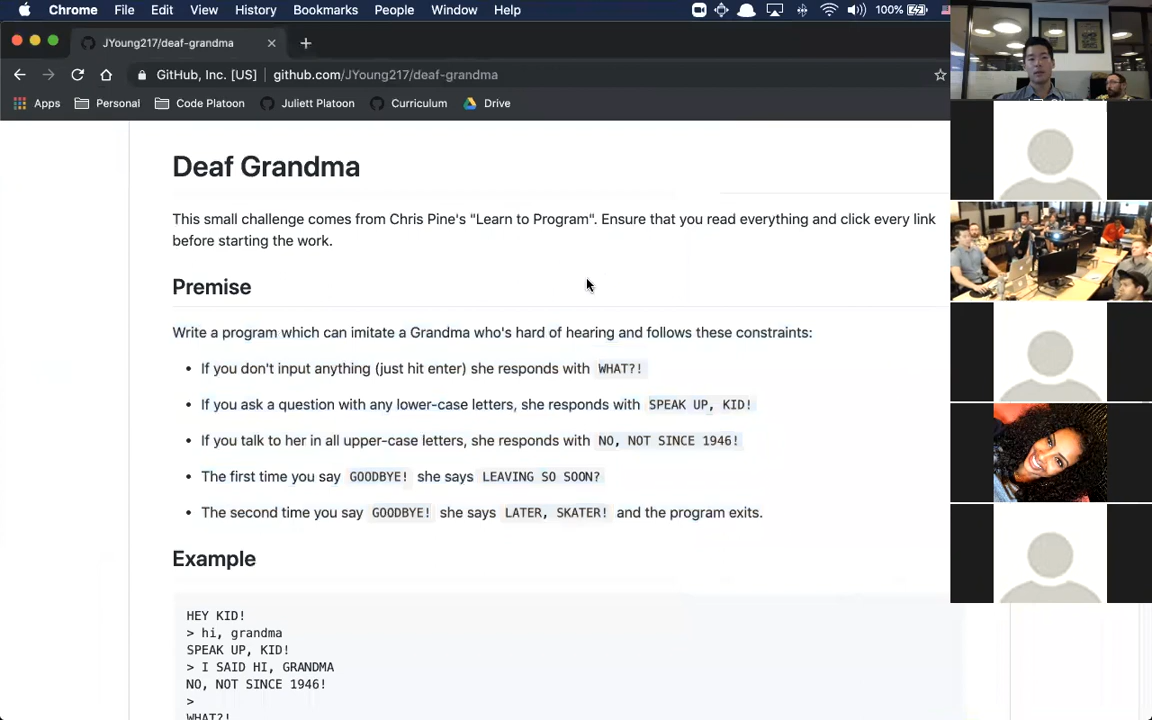 Chrome File Edit View History Bookmarks People Window Help 100%
JYoung217/deaf-grandma
GitHub, Inc. [US] github.com/JYoung217/deaf-grandma
Apps Personal Code Platoon Juliett Platoon Curriculum Drive
Deaf Grandma
This small challenge comes from Chris Pine's "Learn to Program". Ensure that you read everything and click every link
before starting the work.
Premise
Write a program which can imitate a Grandma who's hard of hearing and follows these constraints:
• If you don't input anything (just hit enter) she responds with WHAT?!
• If you ask a question with any lower-case letters, she responds with SPEAK UP, KID!
• If you talk to her in all upper-case letters, she responds with NO, NOT SINCE 1946!
• The first time you say GOODBYE! she says LEAVING SO SOON?
• The second time you say GOODBYE! she says LATER, SKATER! and the program exits.
Example
HEY KID!
> hi, grandma
SPEAK UP, KID!
> I SAID HI, GRANDMA
NO, NOT SINCE 1946!
>
WHAT?!